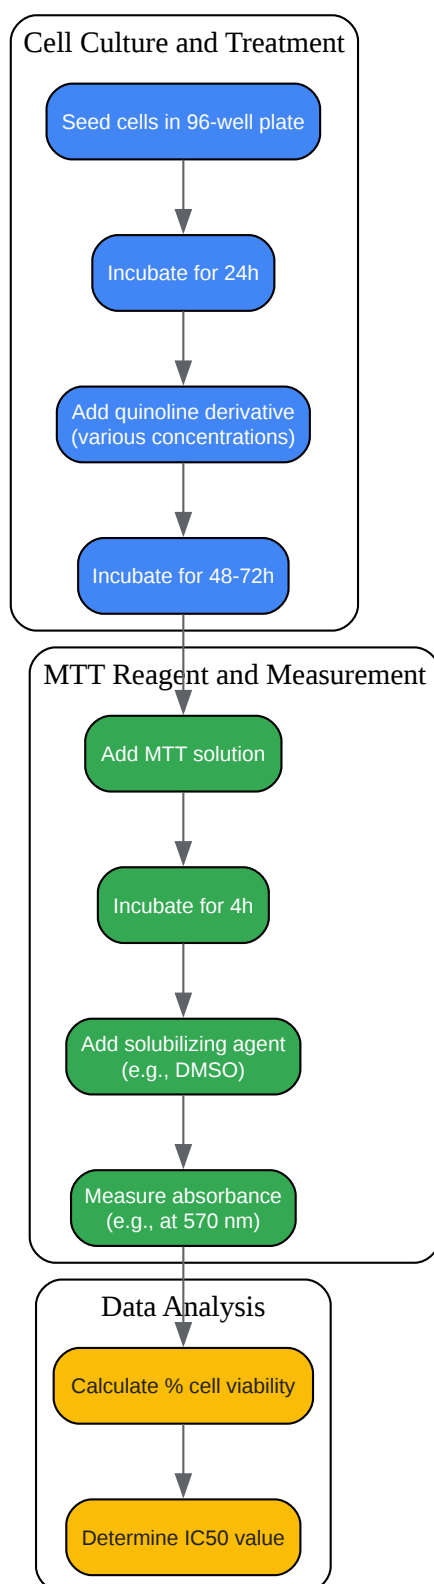 Cell Culture and Treatment
Seed cells in 96-well plate
Incubate for 24h
Add quinoline derivative
(various concentrations)
Incubate for 48-72h
MTT Reagent and Measurement
Add MTT solution
Incubate for 4h
Add solubilizing agent
(e.g., DMSO)
Measure absorbance
(e.g., at 570 nm)
Data Analysis
Calculate % cell viability
Determine IC50 value